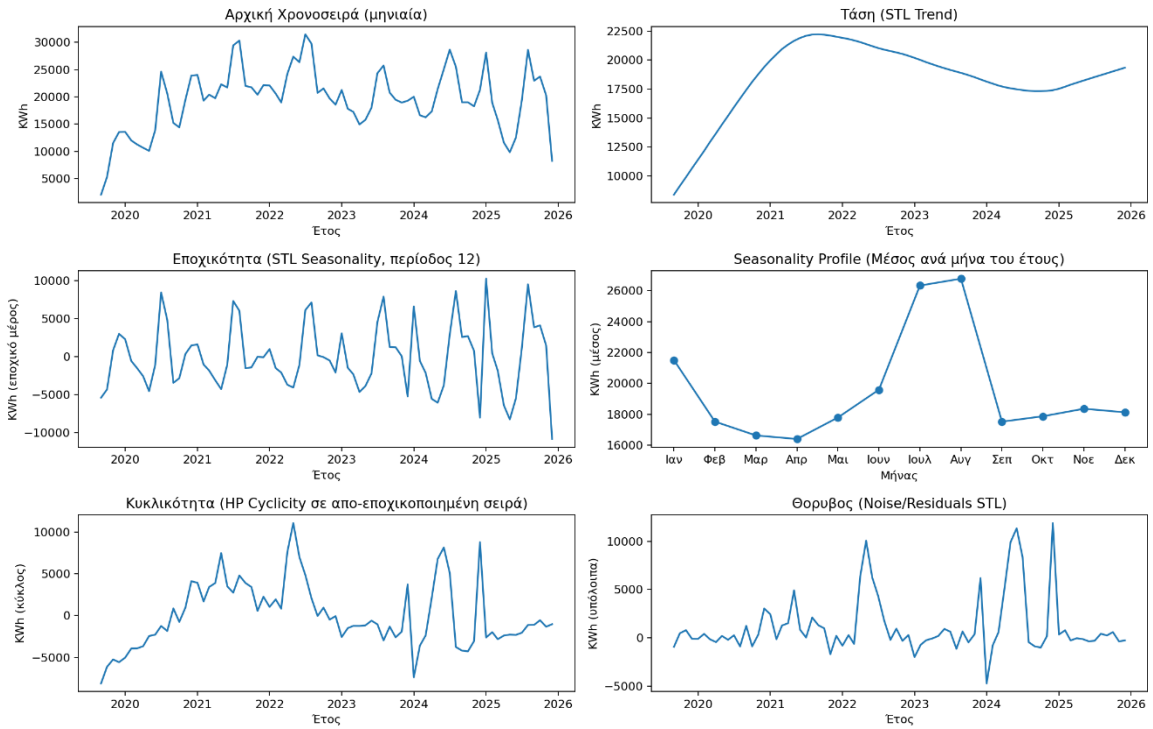 Αρχική Χρονοσειρά (μηνιαία)
KWh
30000
25000
20000
15000
10000
5000
2020 2021 2022 2023 2024 2025 2026
Έτος
Τάση (STL Trend)
KWh
22500
20000
17500
15000
12500
10000
2020 2021 2022 2023 2024 2025 2026
Έτος
Εποχικότητα (STL Seasonality, περίοδος 12)
KWh (εποχικό μέρος)
10000
5000
0
−5000
−10000
2020 2021 2022 2023 2024 2025 2026
Έτος
Seasonality Profile (Μέσος ανά μήνα του έτους)
KWh (μέσος)
26000
24000
22000
20000
18000
16000
Ιαν Φεβ Μαρ Απρ Μαι Ιουν Ιουλ Αυγ Σεπ Οκτ Νοε Δεκ
Μήνας
Κυκλικότητα (HP Cyclicity σε απο-εποχικοποιημένη σειρά)
KWh (κύκλος)
10000
5000
0
−5000
2020 2021 2022 2023 2024 2025 2026
Έτος
Θορυβος (Noise/Residuals STL)
KWh (υπόλοιπα)
10000
5000
0
−5000
2020 2021 2022 2023 2024 2025 2026
Έτος